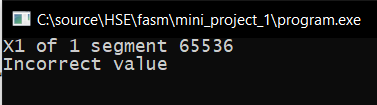 C:\source\HSE\fasm\mini_project_1\program.exe
X1 of 1 segment 65536
Incorrect value